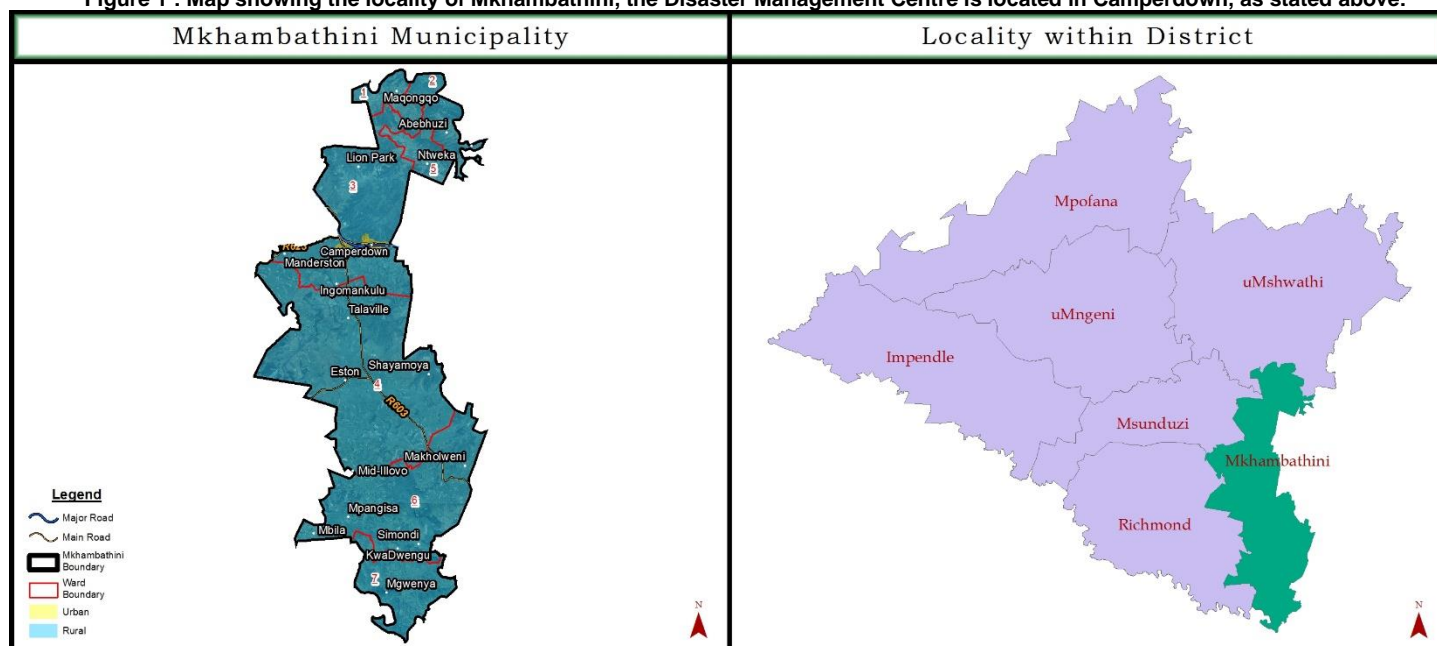 Figure 1 : Map showing the locality of Mkhambathini, the Disaster Management Centre is located in Camperdown, as stated above.
Mkhambathini Municipality
1
2
Maqongqo
Abebhuzi
Lion Park
Ntweka
5
3
Camperdown
Manderston
Ingomankulu
Talaville
Shayamoya
Eston
4
R603
Makholweni
Mid-Illovo
6
Mpangisa
Mbila
Simondi
KwaDwengu
7
Mgwenya
Legend
Major Road
Main Road
Mkhambathini
Boundary
Ward
Boundary
Urban
Rural
N
Locality within District
Mpofana
uMshwathi
uMngeni
Impendle
Msunduzi
Mkhambathini
Richmond
N